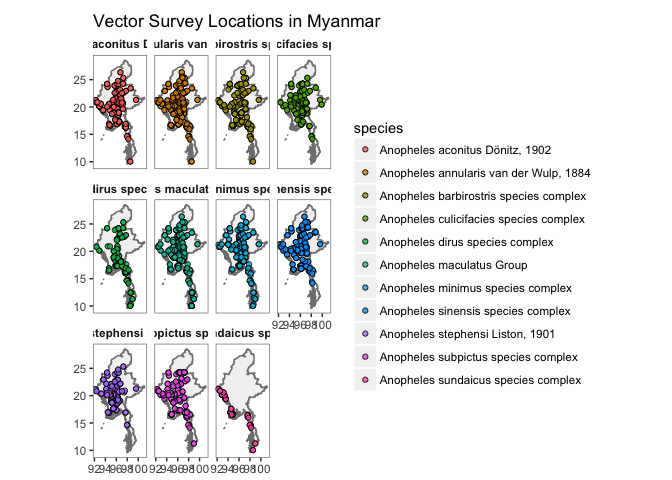 Vector Survey Locations in Myanmar
aconitus D ularis van birostris sp cifacies sp
25
20
15
10
dirus spec s maculat nimus spe nensis spe
25
20
15
10
92 94 96 98 100
stephensi opictus sp ndaicus sp
25
20
15
10
92 94 96 98 92 94 96 98 92 94 96 98 100
species
Anopheles aconitus Dönitz, 1902
Anopheles annularis van der Wulp, 1884
Anopheles barbirostris species complex
Anopheles culicifacies species complex
Anopheles dirus species complex
Anopheles maculatus Group
Anopheles minimus species complex
Anopheles sinensis species complex
Anopheles stephensi Liston, 1901
Anopheles subpictus species complex
Anopheles sundaicus species complex